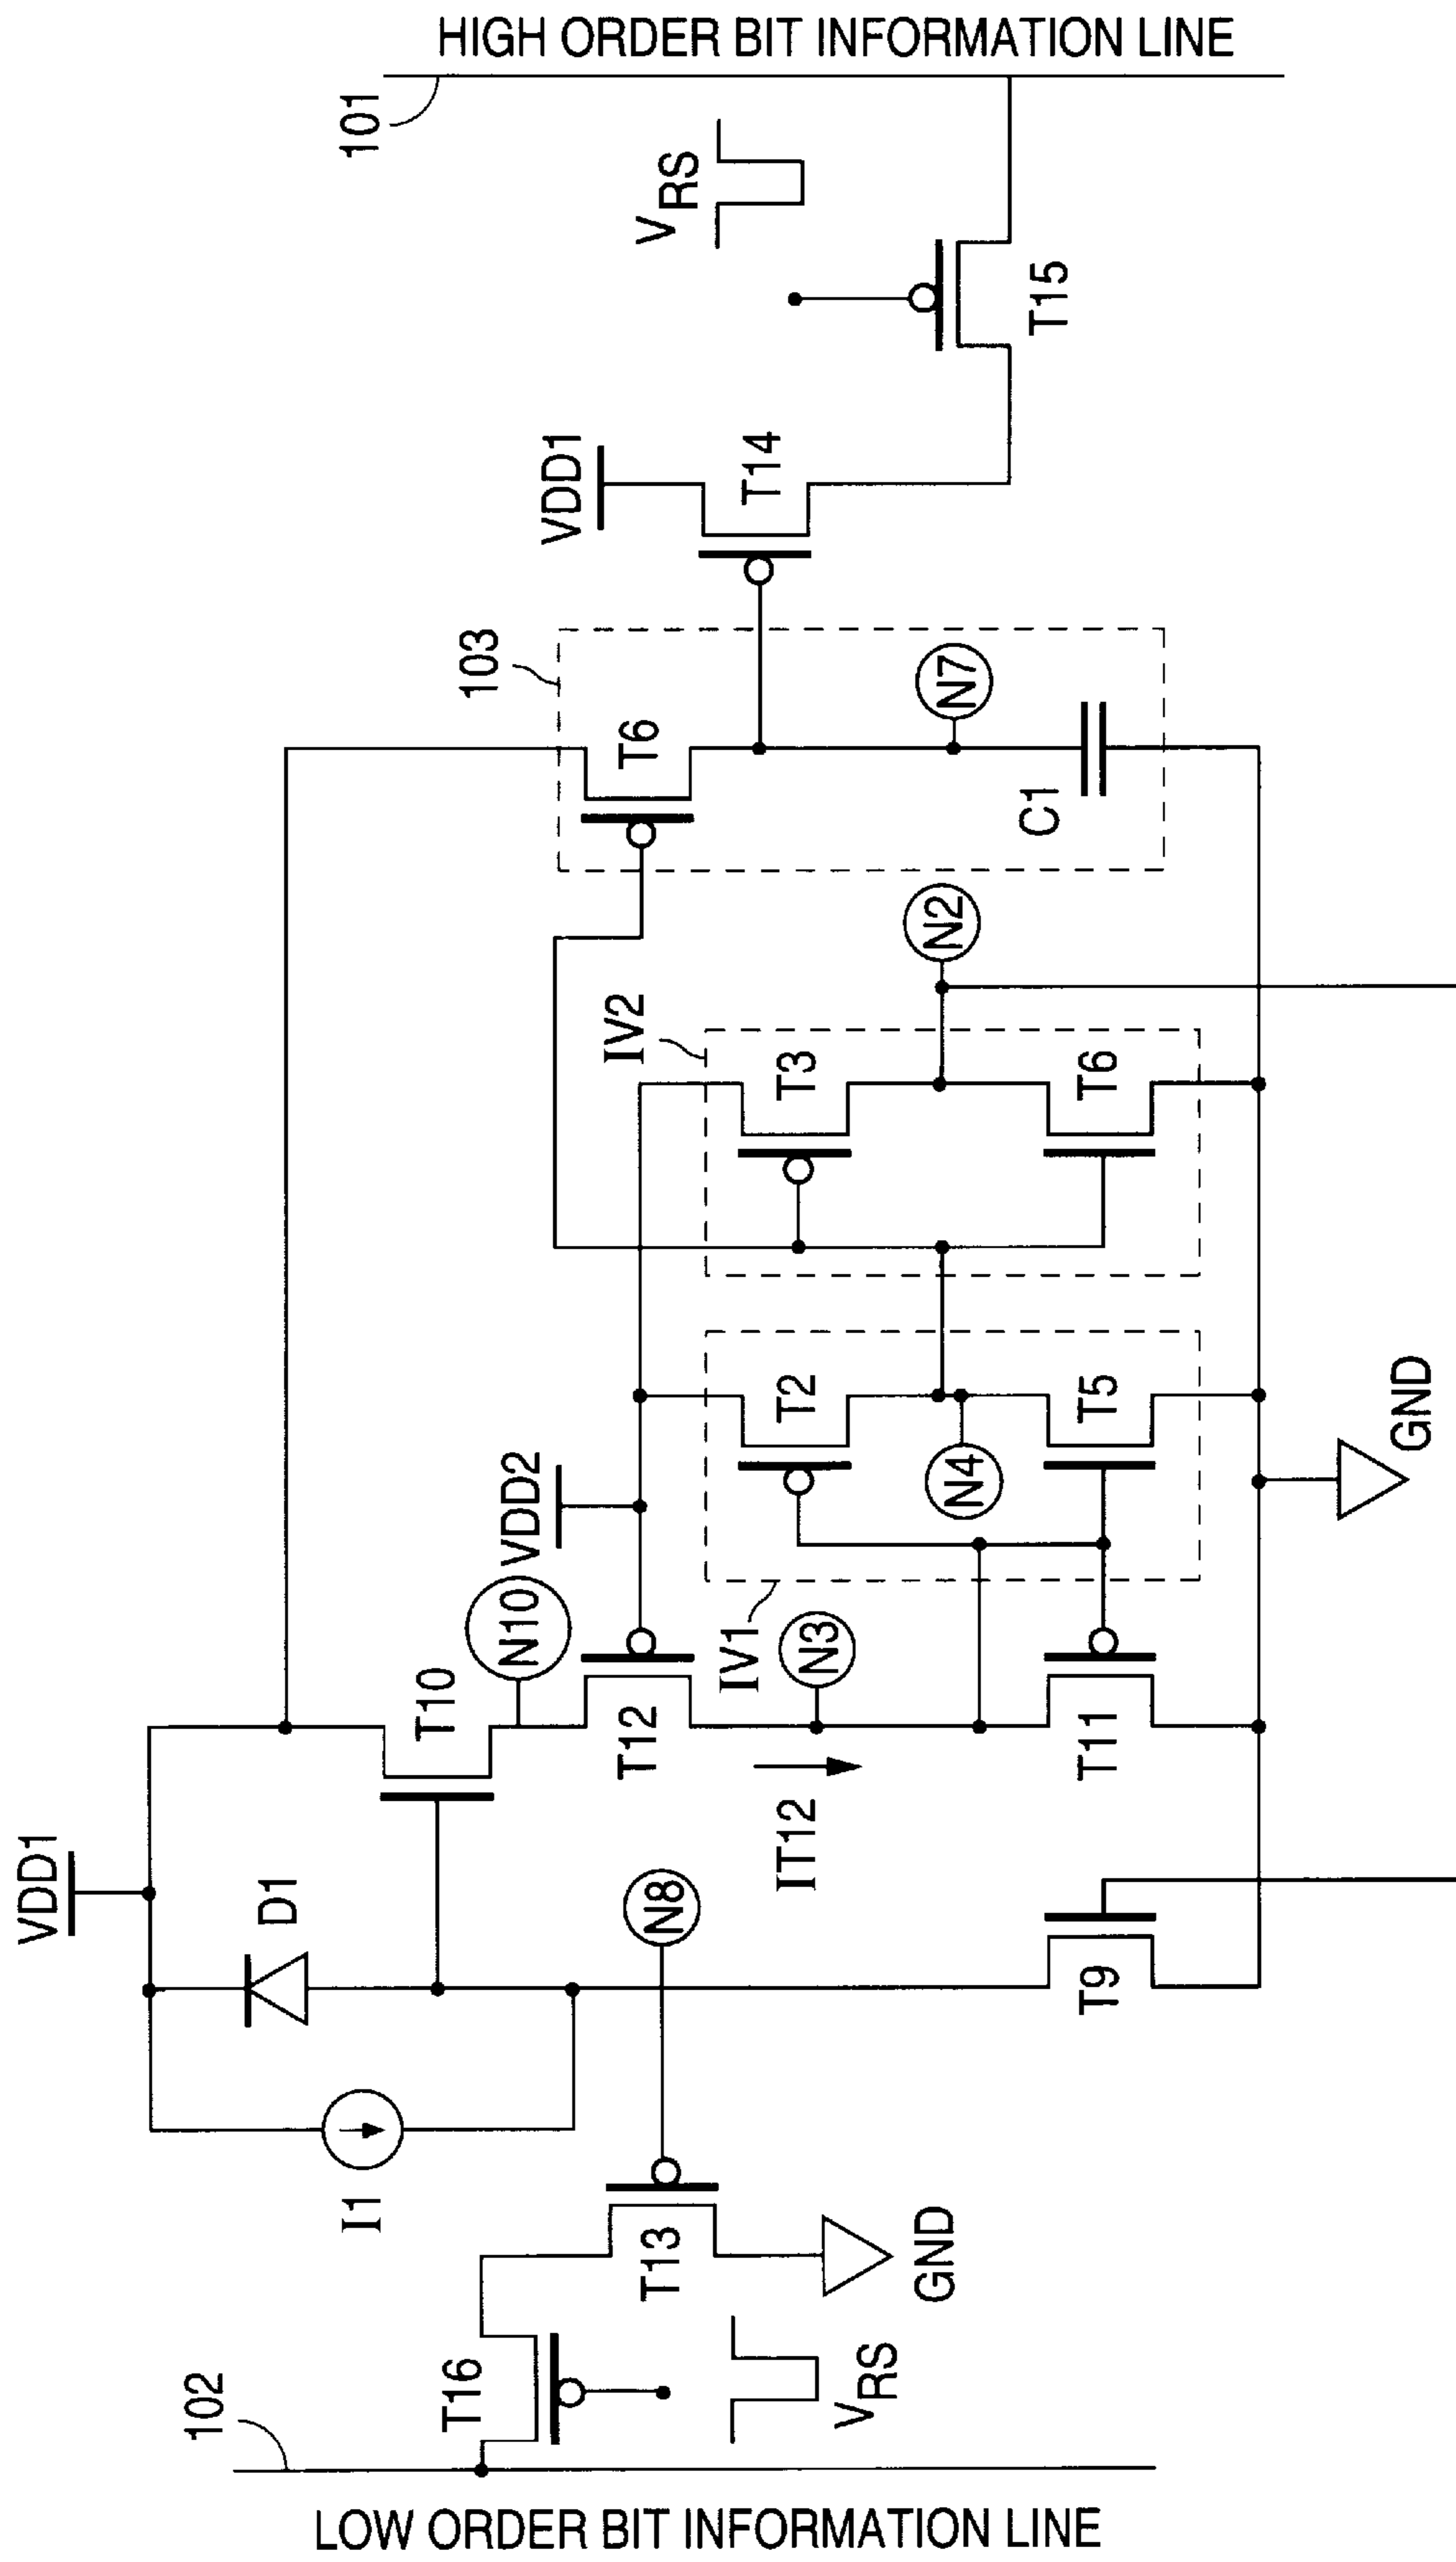 HIGH ORDER BIT INFORMATION LINE
101
VRS
T15
VDD1
T14
103
T6
N7
C1
N2
IV2
T3
T6
VDD2
T2
N4
T5
GND
N10
IV1
N3
T10
T12
T11
IT12
VDD1
D1
N8
T9
I1
T13
GND
T16
VRS
102
LOW ORDER BIT INFORMATION LINE